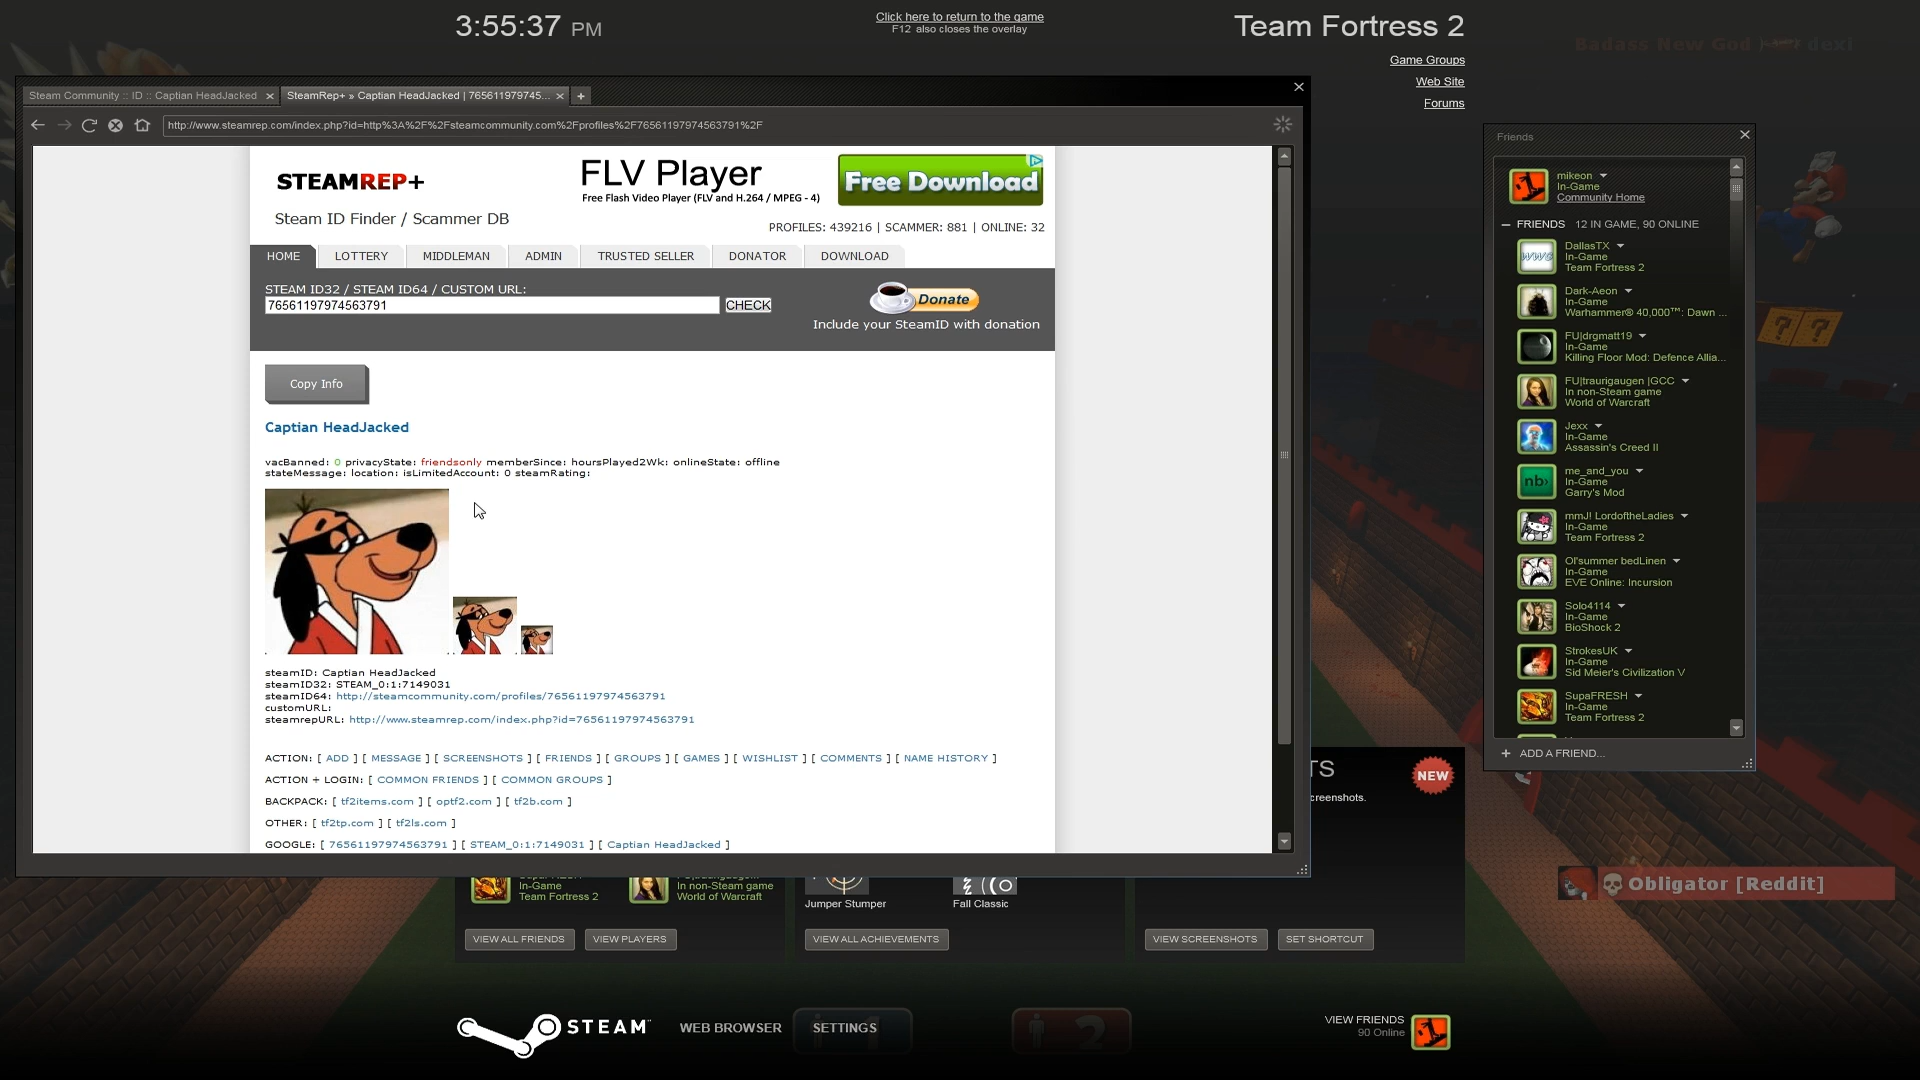 3:55:37 PM
Click here to return to the game
F12 also closes the overlay
Team Fortress 2
Game Groups
Web Site
Forums
Badass New God
dexi
Steam Community :: ID :: Captian HeadJacked
SteamRep+ » Captian HeadJacked | 765611979745...
http://www.steamrep.com/index.php?id=http%3A%2F%2Fsteamcommunity.com%2Fprofiles%2F76561197974563791%2F
STEAMREP+
Steam ID Finder / Scammer DB
FLV Player
Free Flash Video Player (FLV and H.264 / MPEG - 4)
Free Download
PROFILES: 439216 | SCAMMER: 881 | ONLINE: 32
HOME LOTTERY MIDDLEMAN ADMIN TRUSTED SELLER DONATOR DOWNLOAD
STEAM ID32 / STEAM ID64 / CUSTOM URL:
76561197974563791 CHECK
Donate
Include your SteamID with donation
Copy Info
Captian HeadJacked
vacBanned: 0 privacyState: friendsonly memberSince: hoursPlayed2Wk: onlineState: offline
stateMessage: location: isLimitedAccount: 0 steamRating:
steamID: Captian HeadJacked
steamID32: STEAM_0:1:7149031
steamID64: http://steamcommunity.com/profiles/76561197974563791
customURL:
steamrepURL: http://www.steamrep.com/index.php?id=76561197974563791
ACTION: [ ADD ] [ MESSAGE ] [ SCREENSHOTS ] [ FRIENDS ] [ GROUPS ] [ GAMES ] [ WISHLIST ] [ COMMENTS ] [ NAME HISTORY ]
ACTION + LOGIN: [ COMMON FRIENDS ] [ COMMON GROUPS ]
BACKPACK: [ tf2items.com ] [ optf2.com ] [ tf2b.com ]
OTHER: [ tf2tp.com ] [ tf2ls.com ]
GOOGLE: [ 76561197974563791 ] [ STEAM_0:1:7149031 ] [ Captian HeadJacked ]
Friends
mikeon
In-Game
Community Home
FRIENDS 12 IN GAME, 90 ONLINE
DallasTX
In-Game
Team Fortress 2
Dark-Aeon
In-Game
Warhammer® 40,000™: Dawn ...
FU|drgmatt19
In-Game
Killing Floor Mod: Defence Allia...
FU|traurigaugen |GCC
In non-Steam game
World of Warcraft
Jexx
In-Game
Assassin's Creed II
nb›
me_and_you
In-Game
Garry's Mod
mmJ! LordoftheLadies
In-Game
Team Fortress 2
Ol'summer bedLinen
In-Game
EVE Online: Incursion
Solo4114
In-Game
BioShock 2
StrokesUK
In-Game
Sid Meier's Civilization V
SupaFRESH
In-Game
Team Fortress 2
+ ADD A FRIEND...
TS
NEW
creenshots.
Obligator [Reddit]
In-Game
Team Fortress 2
In non-Steam game
World of Warcraft
Jumper Stumper
Fall Classic
VIEW ALL FRIENDS
VIEW PLAYERS
VIEW ALL ACHIEVEMENTS
VIEW SCREENSHOTS
SET SHORTCUT
STEAM
WEB BROWSER
SETTINGS
2
VIEW FRIENDS
90 Online